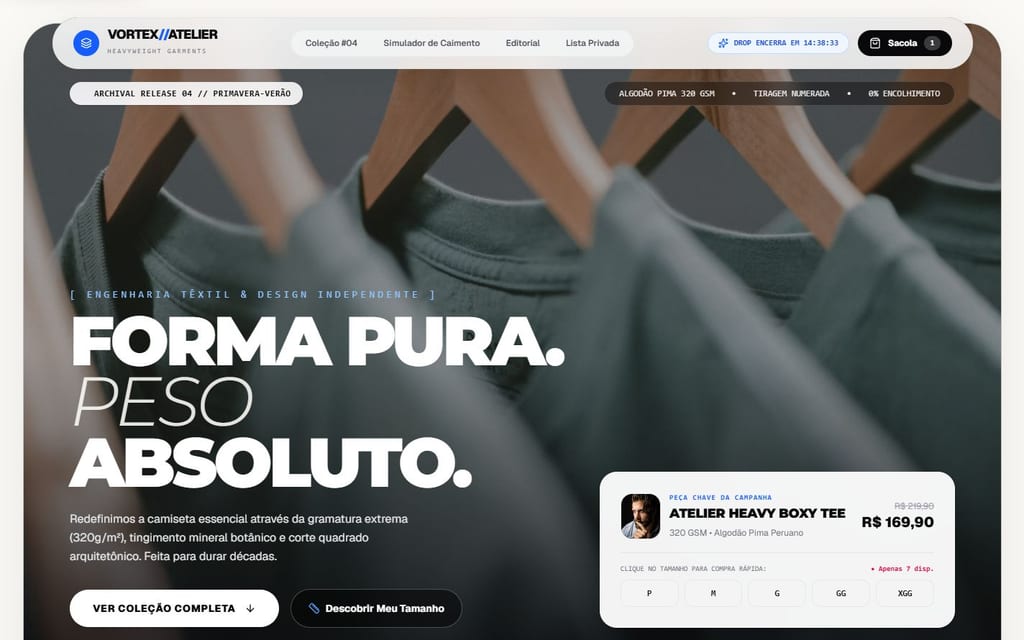 VORTEX//ATELIER
HEAVYWEIGHT GARMENTS
Coleção #04
Simulador de Caimento
Editorial
Lista Privada
DROP ENCERRA EM 14:38:33
Sacola 1
ARCHIVAL RELEASE 04 // PRIMAVERA-VERÃO
ALGODÃO PIMA 320 GSM • TIRAGEM NUMERADA • 0% ENCOLHIMENTO
[ ENGENHARIA TÊXTIL & DESIGN INDEPENDENTE ]
FORMA PURA.
PESO
ABSOLUTO.
Redefinimos a camiseta essencial através da gramatura extrema
(320g/m²), tingimento mineral botânico e corte quadrado
arquitetônico. Feita para durar décadas.
VER COLEÇÃO COMPLETA ↓
Descobrir Meu Tamanho
PEÇA CHAVE DA CAMPANHA
ATELIER HEAVY BOXY TEE
320 GSM • Algodão Pima Peruano
R$ 219,90
R$ 169,90
CLIQUE NO TAMANHO PARA COMPRA RÁPIDA:
• Apenas 7 disp.
P
M
G
GG
XGG